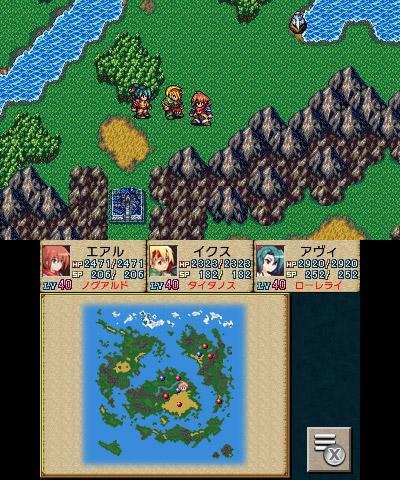 エアル
HP 2471/2471
SP 206/ 206
LV 40 ノグアルド
イクス
HP 2323/2323
SP 182/ 182
LV 40 タイタノス
アヴィ
HP 2920/2920
SP 252/ 252
LV 40 ローレライ
X